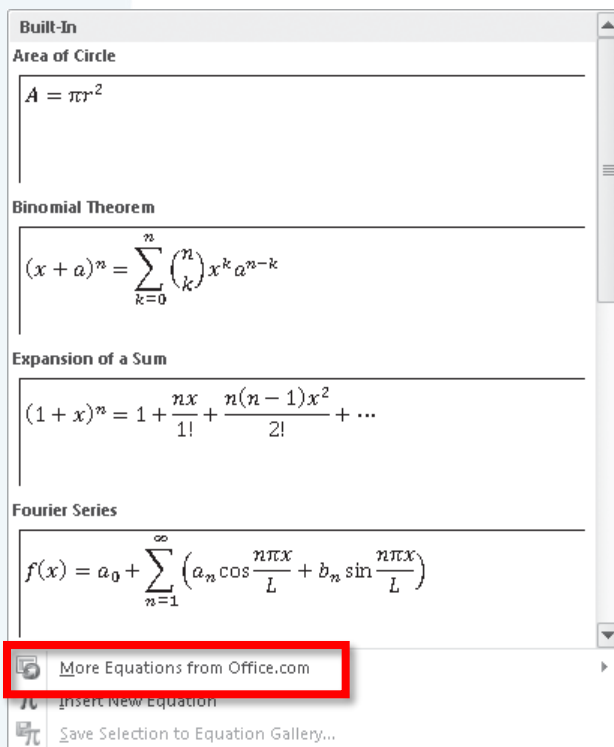 Built-In
Area of Circle
A = πr²
Binomial Theorem
(x + a)ⁿ = ∑ₖ₌₀ⁿ (n k) xᵏaⁿ⁻ᵏ
Expansion of a Sum
(1 + x)ⁿ = 1 + nx/1! + n(n − 1)x²/2! + ⋯
Fourier Series
f(x) = a₀ + ∑ₙ₌₁^∞ (aₙ cos nπx/L + bₙ sin nπx/L)
More Equations from Office.com
π Insert New Equation
π Save Selection to Equation Gallery...